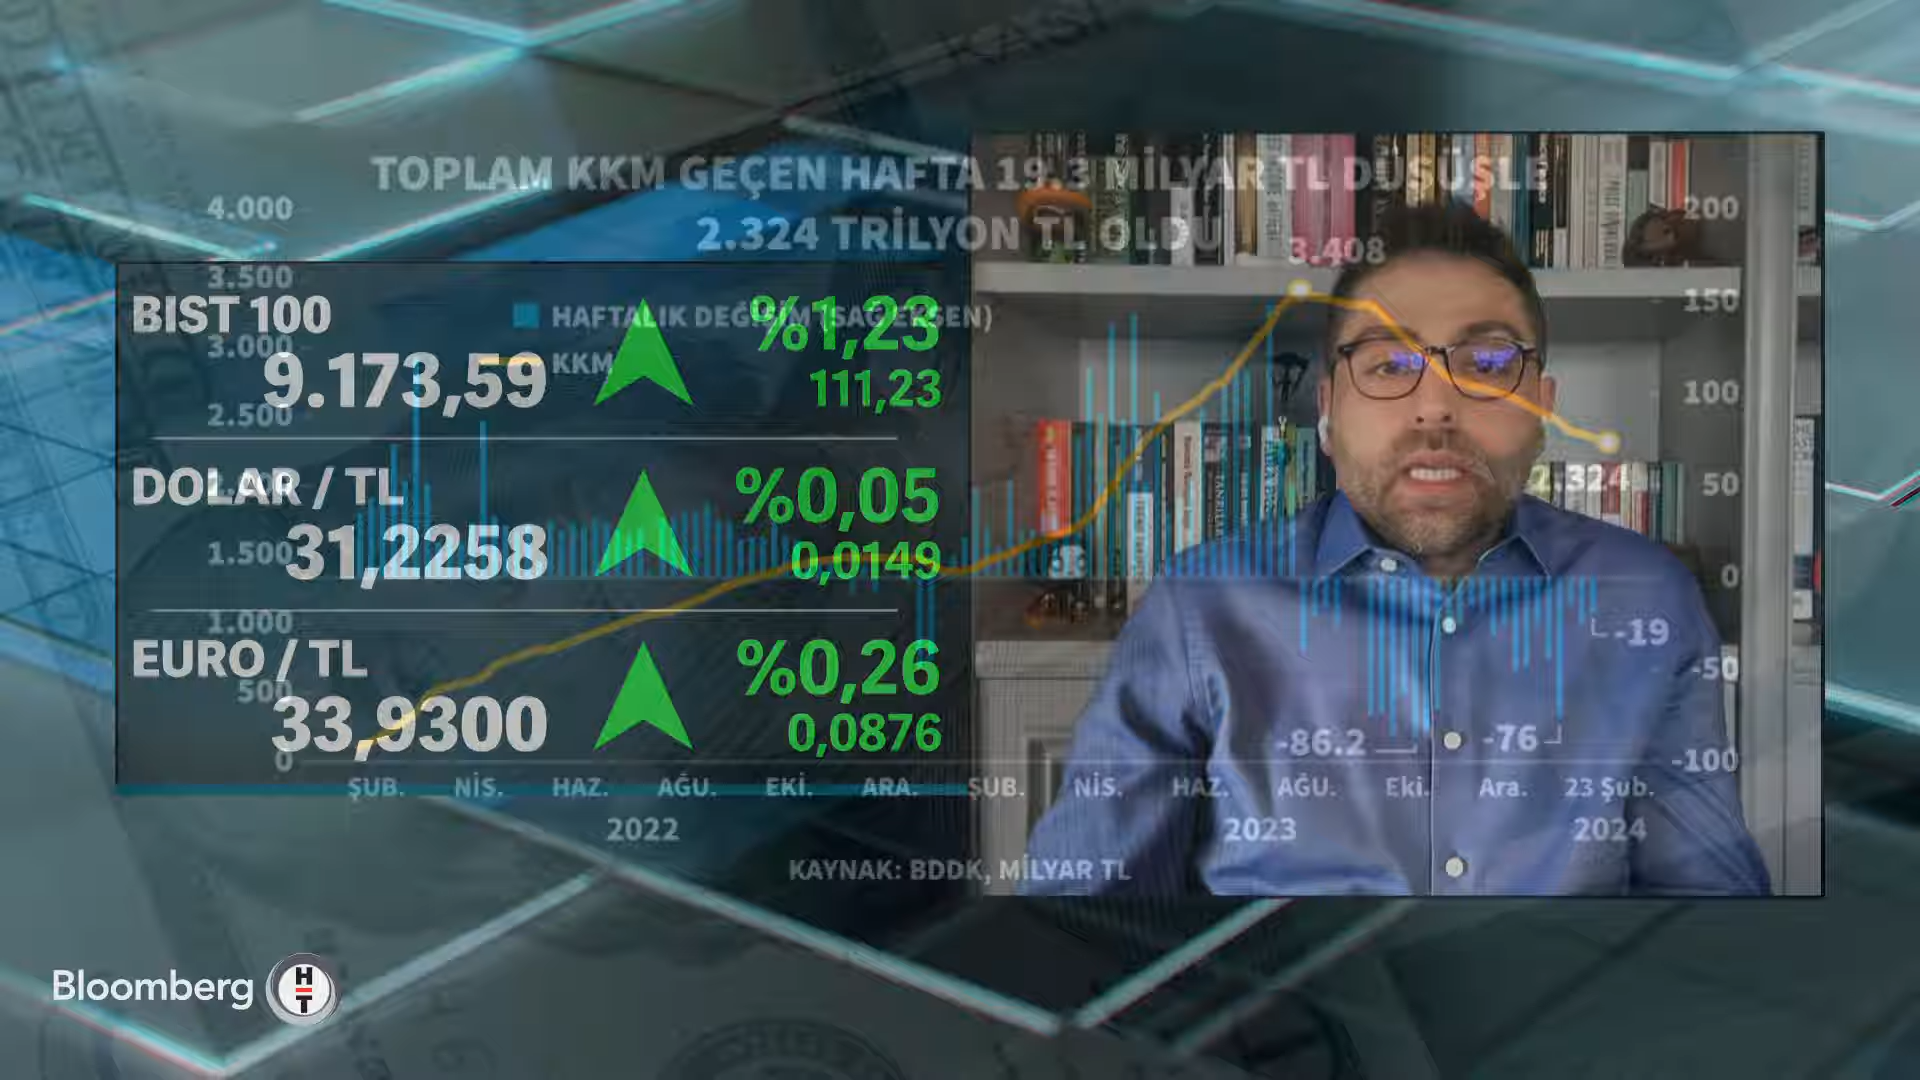 TOPLAM KKM GEÇEN HAFTA 19.3 MİLYAR TL DÜŞÜŞLE
2.324 TRİLYON TL OLDU
4.000
3.500
3.000
2.500
1.500
1.000
500
0
200
150
100
50
0
-50
-100
HAFTALIK DEĞİŞİM (SAĞ EKSEN)
KKM
3.408
2.324
-19
-86.2
-76
BIST 100
9.173,59
%1,23
111,23
DOLAR / TL
31,2258
%0,05
0,0149
EURO / TL
33,9300
%0,26
0,0876
ŞUB. NİS. HAZ. AĞU. EKİ. ARA. ŞUB. NİS. HAZ. AĞU. Eki. Ara. 23 Şub.
2022 2023 2024
KAYNAK: BDDK, MİLYAR TL
Bloomberg HT